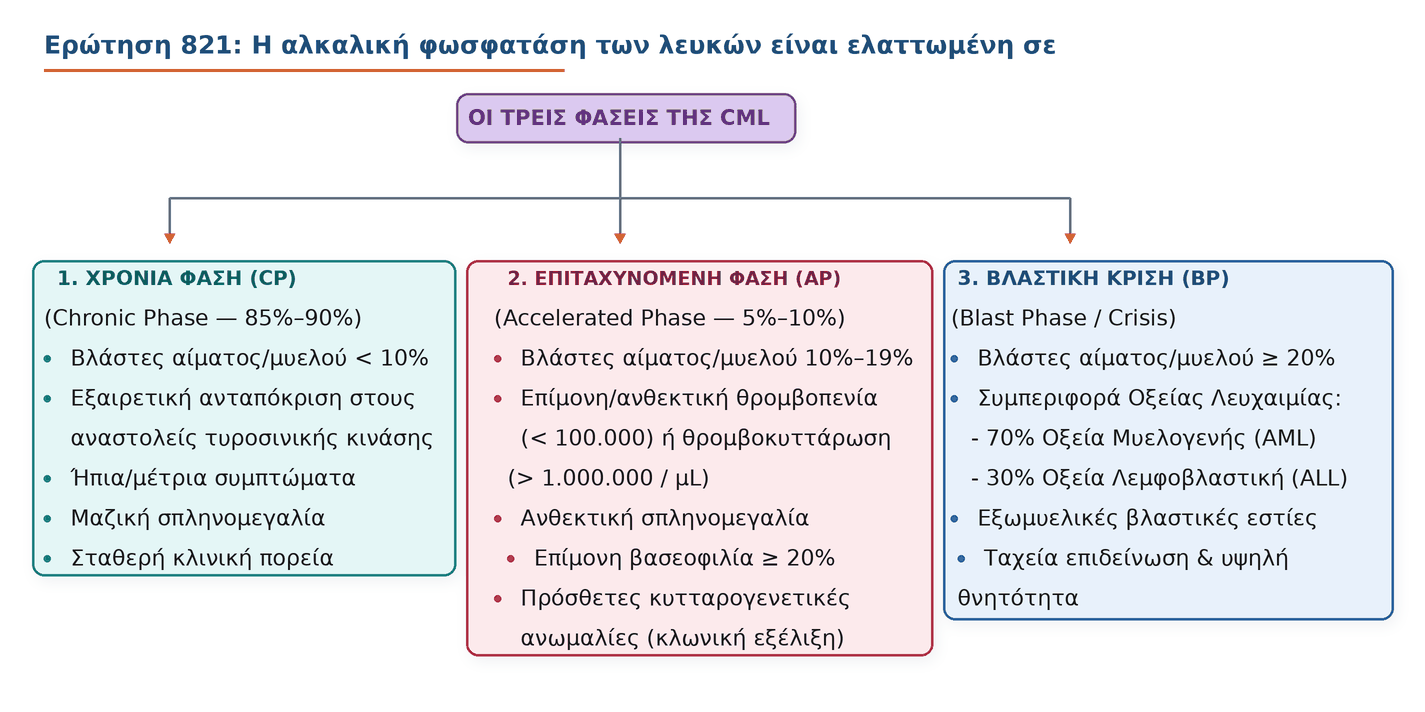 Ερώτηση 821: Η αλκαλική φωσφατάση των λευκών είναι ελαττωμένη σε
ΟΙ ΤΡΕΙΣ ΦΑΣΕΙΣ ΤΗΣ CML
1. ΧΡΟΝΙΑ ΦΑΣΗ (CP)
(Chronic Phase — 85%–90%)
• Βλάστες αίματος/μυελού < 10%
• Εξαιρετική ανταπόκριση στους
αναστολείς τυροσινικής κινάσης
• Ήπια/μέτρια συμπτώματα
• Μαζική σπληνομεγαλία
• Σταθερή κλινική πορεία
2. ΕΠΙΤΑΧΥΝΟΜΕΝΗ ΦΑΣΗ (AP)
(Accelerated Phase — 5%–10%)
• Βλάστες αίματος/μυελού 10%–19%
• Επίμονη/ανθεκτική θρομβοπενία
(< 100.000) ή θρομβοκυττάρωση
(> 1.000.000 / μL)
• Ανθεκτική σπληνομεγαλία
• Επίμονη βασεοφιλία ≥ 20%
• Πρόσθετες κυτταρογενετικές
ανωμαλίες (κλωνική εξέλιξη)
3. ΒΛΑΣΤΙΚΗ ΚΡΙΣΗ (BP)
(Blast Phase / Crisis)
• Βλάστες αίματος/μυελού ≥ 20%
• Συμπεριφορά Οξείας Λευχαιμίας:
- 70% Οξεία Μυελογενής (AML)
- 30% Οξεία Λεμφοβλαστική (ALL)
• Εξωμυελικές βλαστικές εστίες
• Ταχεία επιδείνωση & υψηλή
θνητότητα